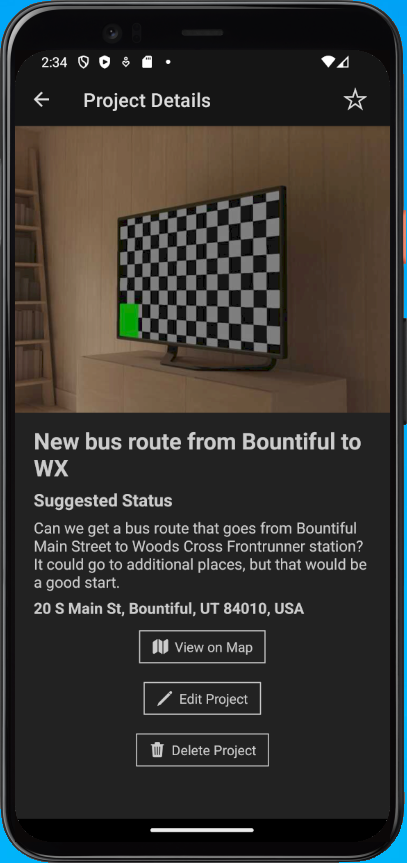 2:34
Project Details
New bus route from Bountiful to
WX
Suggested Status
Can we get a bus route that goes from Bountiful
Main Street to Woods Cross Frontrunner station?
It could go to additional places, but that would be
a good start.
20 S Main St, Bountiful, UT 84010, USA
View on Map
Edit Project
Delete Project